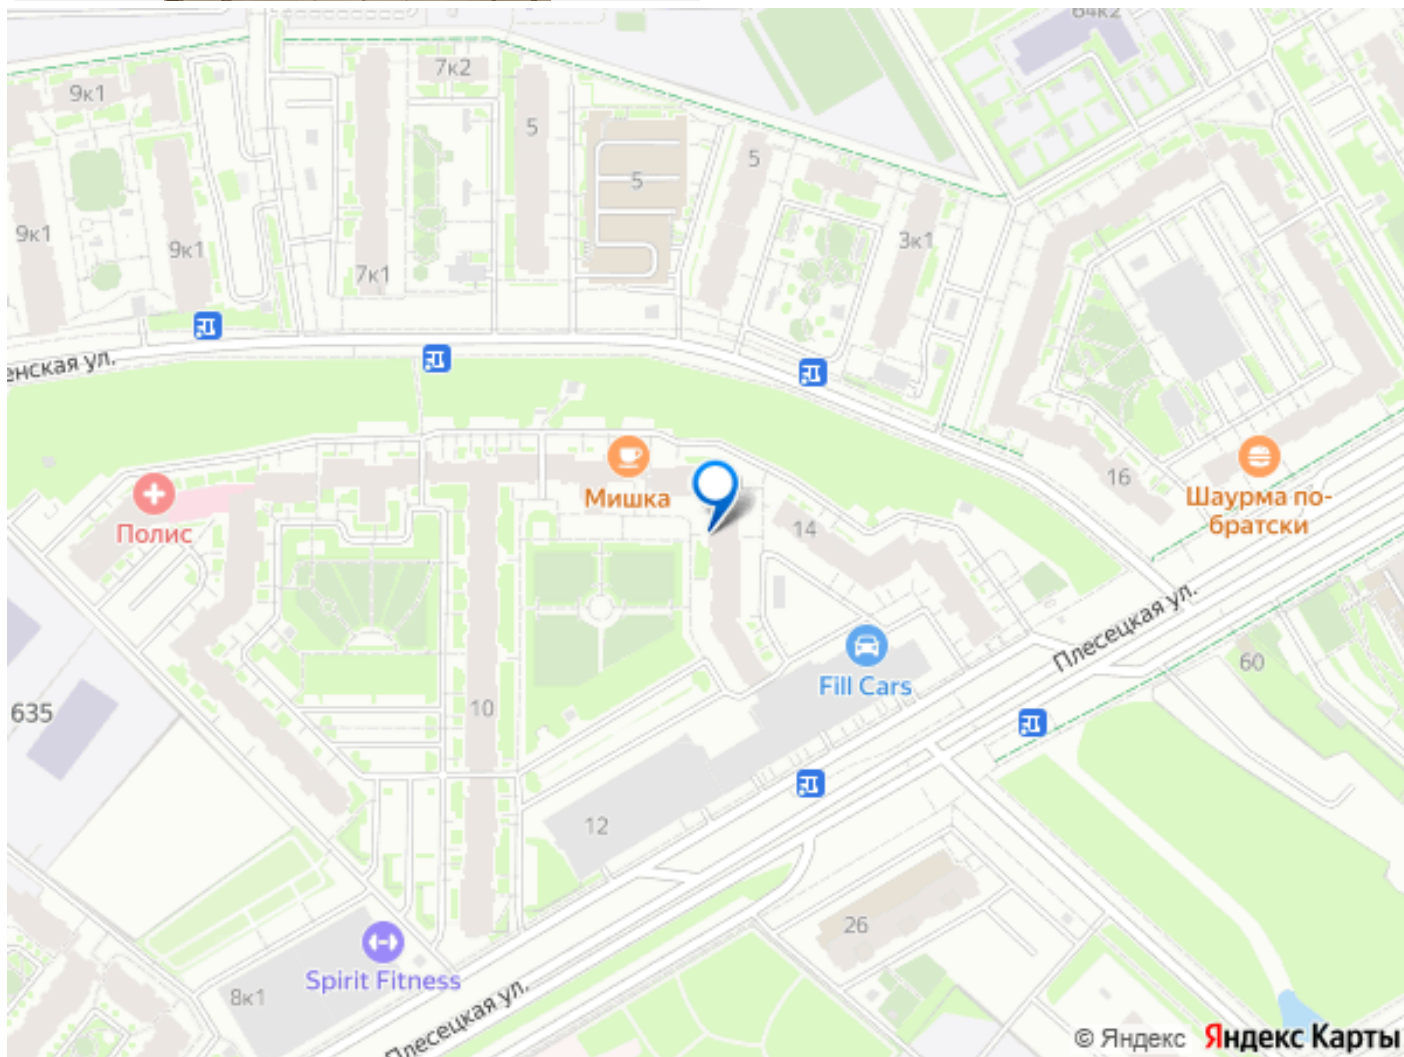 64к2
7к2
9к1
5
5
5
9к1
9к1
3к1
7к1
енская ул.
16
Мишка
Шаурма по-
братски
Полис
14
Плесецкая ул.
60
Fill Cars
635
10
12
26
Spirit Fitness
8к1
Плесецкая ул.
© Яндекс Яндекс Карты